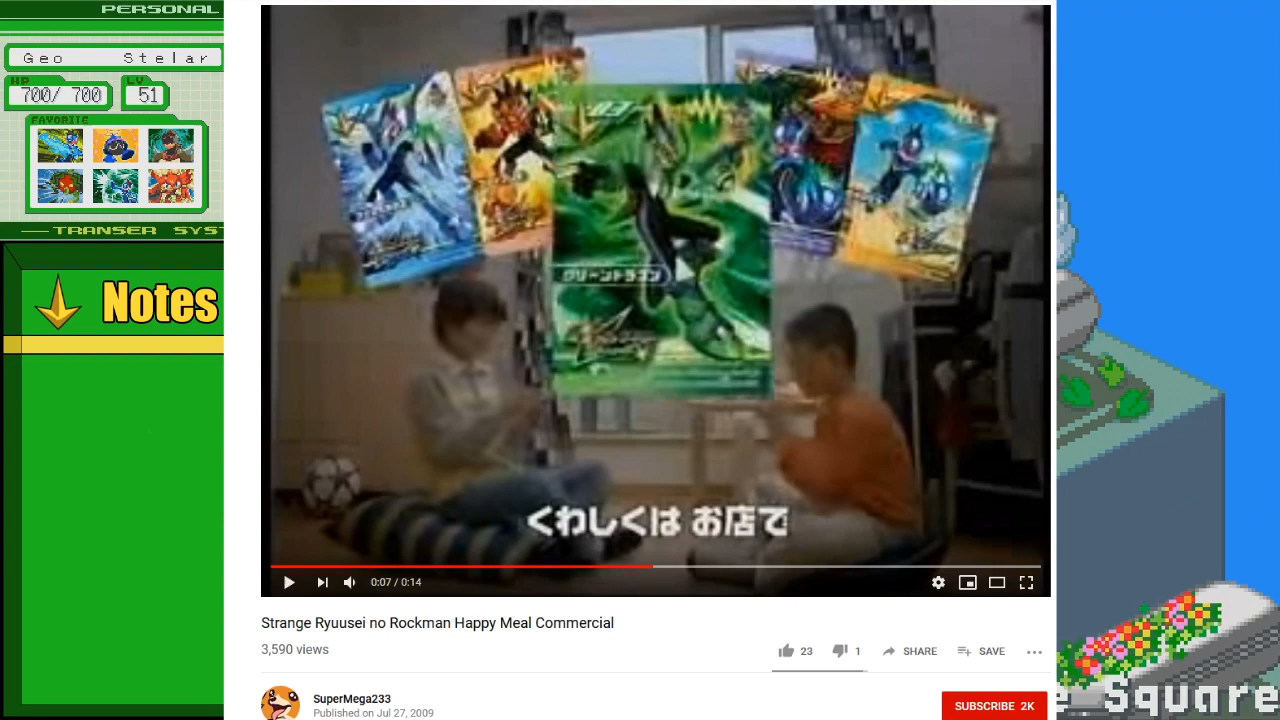 PERSONAL
Geo Stelar
HP
700/ 700
LV
51
FAVORITE
TRANSER SYST
Notes
グリーンドラゴン
くわしくは お店で
0:07 / 0:14
Strange Ryuusei no Rockman Happy Meal Commercial
3,590 views
23
1
SHARE
SAVE
SuperMega233
Published on Jul 27, 2009
SUBSCRIBE 2K
e Square